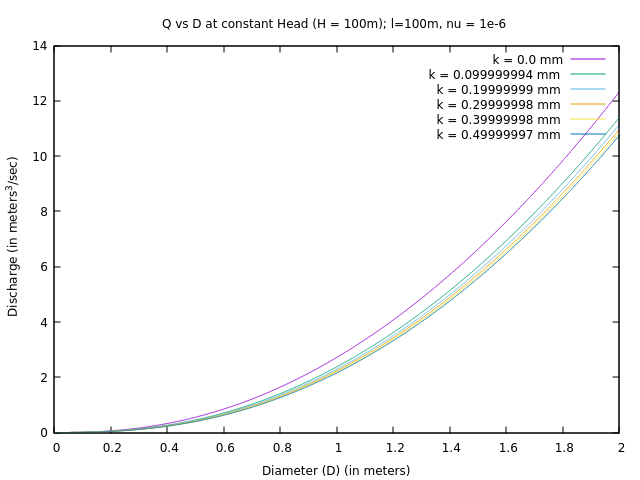 Q vs D at constant Head (H = 100m); l=100m, nu = 1e-6
14
12
10
8
6
4
2
0
Discharge (in meters³/sec)
k = 0.0 mm
k = 0.099999994 mm
k = 0.19999999 mm
k = 0.29999998 mm
k = 0.39999998 mm
k = 0.49999997 mm
0 0.2 0.4 0.6 0.8 1 1.2 1.4 1.6 1.8 2
Diameter (D) (in meters)